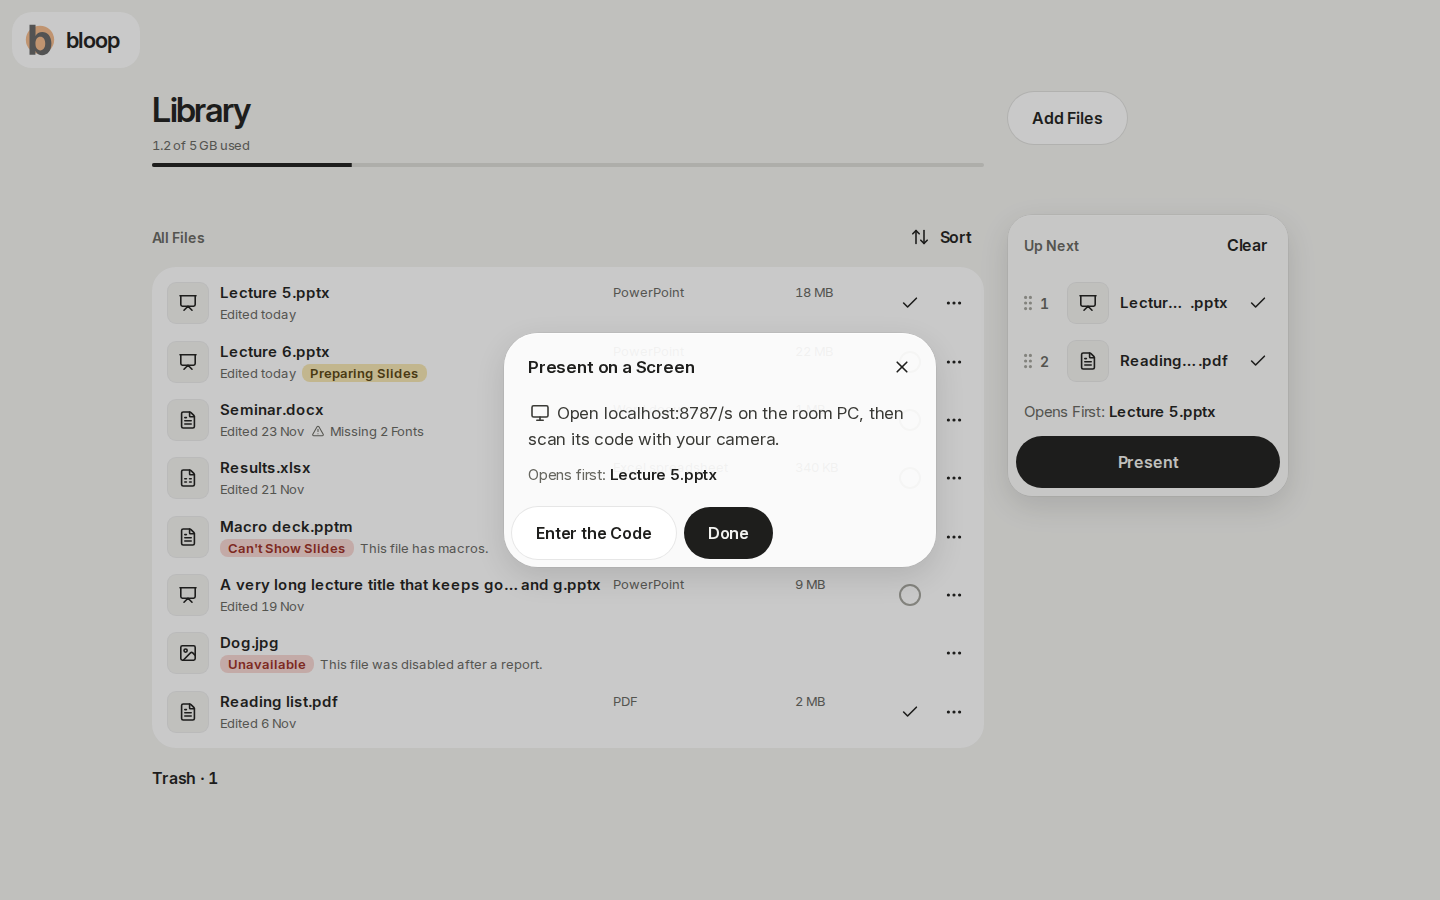 bloop
Library
1.2 of 5 GB used
Add Files
All Files
Sort
Lecture 5.pptx
PowerPoint
18 MB
Edited today
Lecture 6.pptx
PowerPoint
22 MB
Edited today
Preparing Slides
Seminar.docx
Edited 23 Nov
Missing 2 Fonts
Results.xlsx
340 KB
Edited 21 Nov
Macro deck.pptm
Can't Show Slides
This file has macros.
A very long lecture title that keeps go... and g.pptx
PowerPoint
9 MB
Edited 19 Nov
Dog.jpg
Unavailable
This file was disabled after a report.
Reading list.pdf
PDF
2 MB
Edited 6 Nov
Trash · 1
Present on a Screen
Open localhost:8787/s on the room PC, then
scan its code with your camera.
Opens first: Lecture 5.pptx
Enter the Code
Done
Up Next
Clear
1
Lectur... .pptx
2
Reading... .pdf
Opens First: Lecture 5.pptx
Present